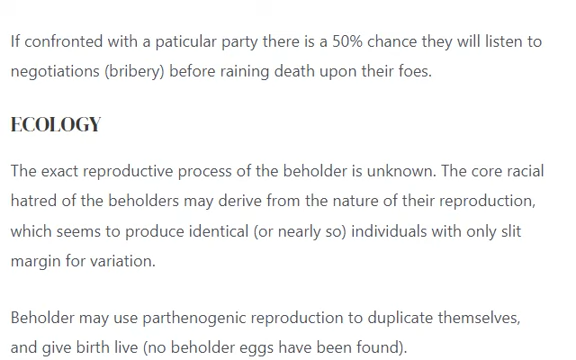 If confronted with a paticular party there is a 50% chance they will listen to
negotiations (bribery) before raining death upon their foes.
ECOLOGY
The exact reproductive process of the beholder is unknown. The core racial
hatred of the beholders may derive from the nature of their reproduction,
which seems to produce identical (or nearly so) individuals with only slit
margin for variation.
Beholder may use parthenogenic reproduction to duplicate themselves,
and give birth live (no beholder eggs have been found).